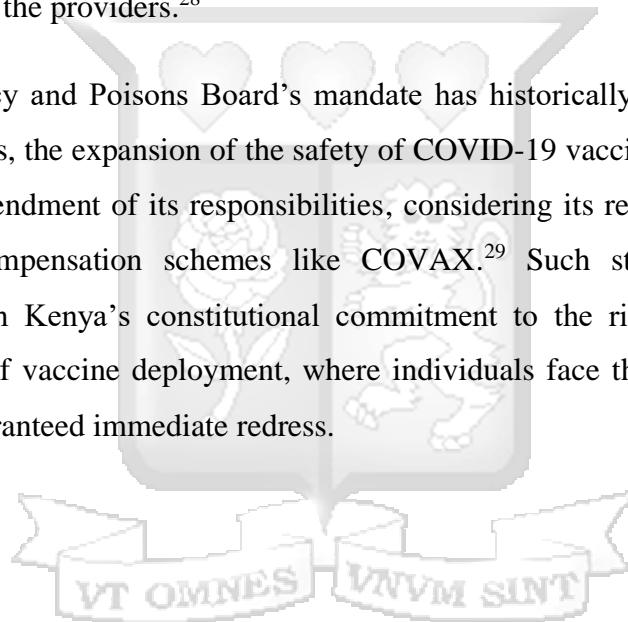 the providers.²⁸
y and Poisons Board’s mandate has historically
s, the expansion of the safety of COVID-19 vacci
endment of its responsibilities, considering its re
mpensation schemes like COVAX.²⁹ Such st
n Kenya’s constitutional commitment to the ri
f vaccine deployment, where individuals face th
ranteed immediate redress.
VT OMNES VNVM SINT